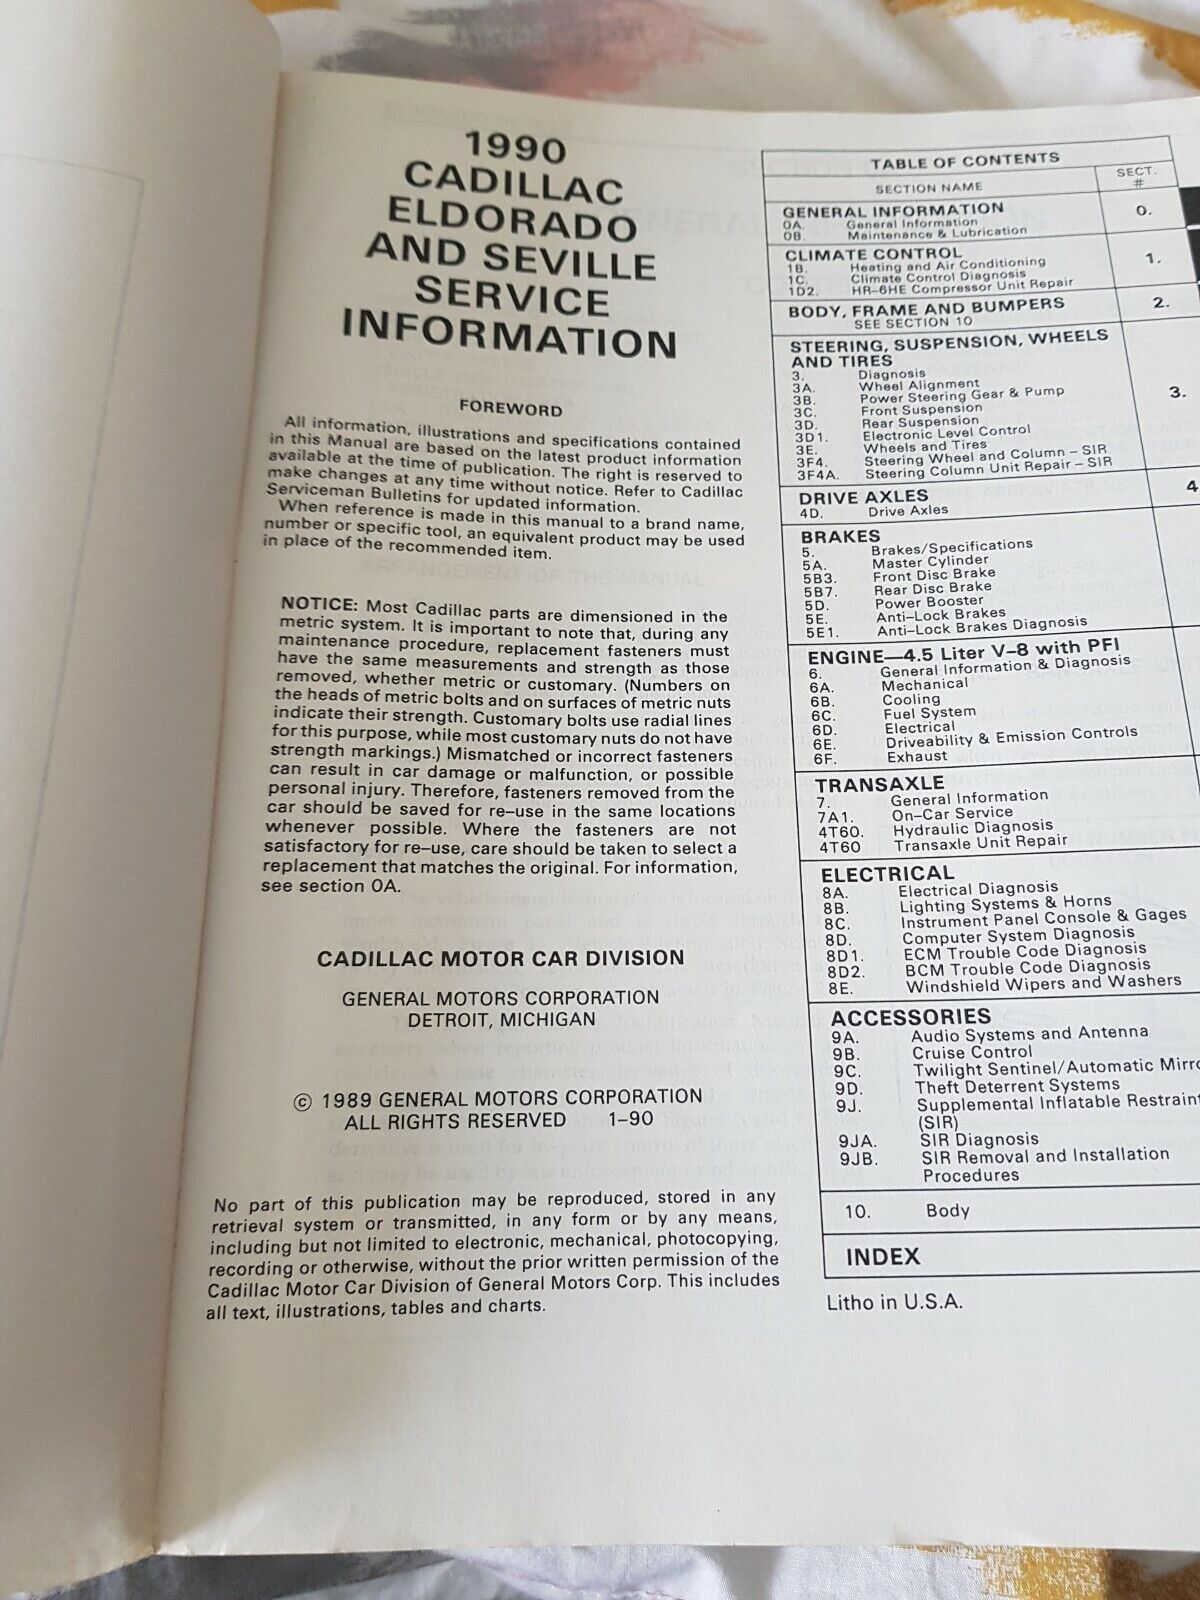 1990
CADILLAC
ELDORADO
AND SEVILLE
SERVICE
INFORMATION
FOREWORD
All information, illustrations and specifications contained
in this Manual are based on the latest product information
available at the time of publication. The right is reserved to
make changes at any time without notice. Refer to Cadillac
Serviceman Bulletins for updated information.
When reference is made in this manual to a brand name,
number or specific tool, an equivalent product may be used
in place of the recommended item.
NOTICE: Most Cadillac parts are dimensioned in the
metric system. It is important to note that, during any
maintenance procedure, replacement fasteners must
have the same measurements and strength as those
removed, whether metric or customary. (Numbers on
the heads of metric bolts and on surfaces of metric nuts
indicate their strength. Customary bolts use radial lines
for this purpose, while most customary nuts do not have
strength markings.) Mismatched or incorrect fasteners
can result in car damage or malfunction, or possible
personal injury. Therefore, fasteners removed from the
car should be saved for re-use in the same locations
whenever possible. Where the fasteners are not
satisfactory for re-use, care should be taken to select a
replacement that matches the original. For information,
see section 0A.
CADILLAC MOTOR CAR DIVISION
GENERAL MOTORS CORPORATION
DETROIT, MICHIGAN
© 1989 GENERAL MOTORS CORPORATION
ALL RIGHTS RESERVED 1-90
No part of this publication may be reproduced, stored in any
retrieval system or transmitted, in any form or by any means,
including but not limited to electronic, mechanical, photocopying,
recording or otherwise, without the prior written permission of the
Cadillac Motor Car Division of General Motors Corp. This includes
all text, illustrations, tables and charts.
TABLE OF CONTENTS
SECTION NAME SECT. #
GENERAL INFORMATION 0.
0A. General Information
0B. Maintenance & Lubrication
CLIMATE CONTROL 1.
1B. Heating and Air Conditioning
1C. Climate Control Diagnosis
1D2. HR-6HE Compressor Unit Repair
BODY, FRAME AND BUMPERS 2.
SEE SECTION 10
STEERING, SUSPENSION, WHEELS
AND TIRES 3.
3. Diagnosis
3A. Wheel Alignment
3B. Power Steering Gear & Pump
3C. Front Suspension
3D. Rear Suspension
3D1. Electronic Level Control
3E. Wheels and Tires
3F4. Steering Wheel and Column - SIR
3F4A. Steering Column Unit Repair - SIR
DRIVE AXLES 4
4D. Drive Axles
BRAKES
5. Brakes/Specifications
5A. Master Cylinder
5B3. Front Disc Brake
5B7. Rear Disc Brake
5D. Power Booster
5E. Anti-Lock Brakes
5E1. Anti-Lock Brakes Diagnosis
ENGINE—4.5 Liter V-8 with PFI
6. General Information & Diagnosis
6A. Mechanical
6B. Cooling
6C. Fuel System
6D. Electrical
6E. Driveability & Emission Controls
6F. Exhaust
TRANSAXLE
7. General Information
7A1. On-Car Service
4T60. Hydraulic Diagnosis
4T60 Transaxle Unit Repair
ELECTRICAL
8A. Electrical Diagnosis
8B. Lighting Systems & Horns
8C. Instrument Panel Console & Gages
8D. Computer System Diagnosis
8D1. ECM Trouble Code Diagnosis
8D2. BCM Trouble Code Diagnosis
8E. Windshield Wipers and Washers
ACCESSORIES
9A. Audio Systems and Antenna
9B. Cruise Control
9C. Twilight Sentinel/Automatic Mirro
9D. Theft Deterrent Systems
9J. Supplemental Inflatable Restraint
(SIR)
9JA. SIR Diagnosis
9JB. SIR Removal and Installation
Procedures
10. Body
INDEX
Litho in U.S.A.